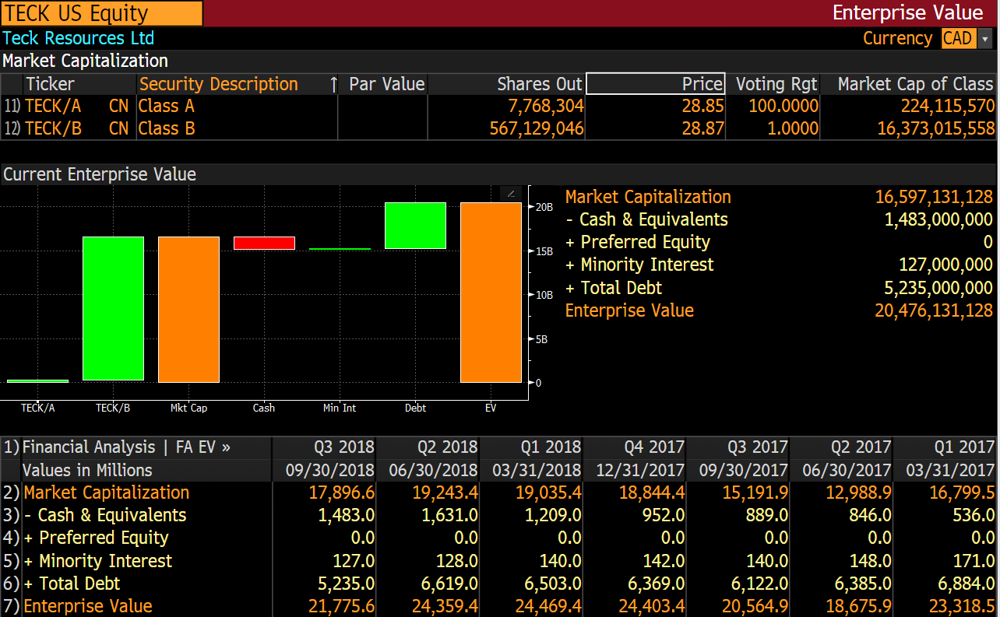 TECK US Equity Enterprise Value
Teck Resources Ltd Currency CAD
Market Capitalization
Ticker Security Description ↑ Par Value Shares Out Price Voting Rgt Market Cap of Class
11) TECK/A CN Class A 7,768,304 28.85 100.0000 224,115,570
12) TECK/B CN Class B 567,129,046 28.87 1.0000 16,373,015,558
Current Enterprise Value
Market Capitalization 16,597,131,128
- Cash & Equivalents 1,483,000,000
+ Preferred Equity 0
+ Minority Interest 127,000,000
+ Total Debt 5,235,000,000
Enterprise Value 20,476,131,128
20B
15B
10B
5B
0
TECK/A TECK/B Mkt Cap Cash Min Int Debt EV
1) Financial Analysis | FA EV » Q3 2018 Q2 2018 Q1 2018 Q4 2017 Q3 2017 Q2 2017 Q1 2017
Values in Millions 09/30/2018 06/30/2018 03/31/2018 12/31/2017 09/30/2017 06/30/2017 03/31/2017
2) Market Capitalization 17,896.6 19,243.4 19,035.4 18,844.4 15,191.9 12,988.9 16,799.5
3) - Cash & Equivalents 1,483.0 1,631.0 1,209.0 952.0 889.0 846.0 536.0
4) + Preferred Equity 0.0 0.0 0.0 0.0 0.0 0.0 0.0
5) + Minority Interest 127.0 128.0 140.0 142.0 140.0 148.0 171.0
6) + Total Debt 5,235.0 6,619.0 6,503.0 6,369.0 6,122.0 6,385.0 6,884.0
7) Enterprise Value 21,775.6 24,359.4 24,469.4 24,403.4 20,564.9 18,675.9 23,318.5